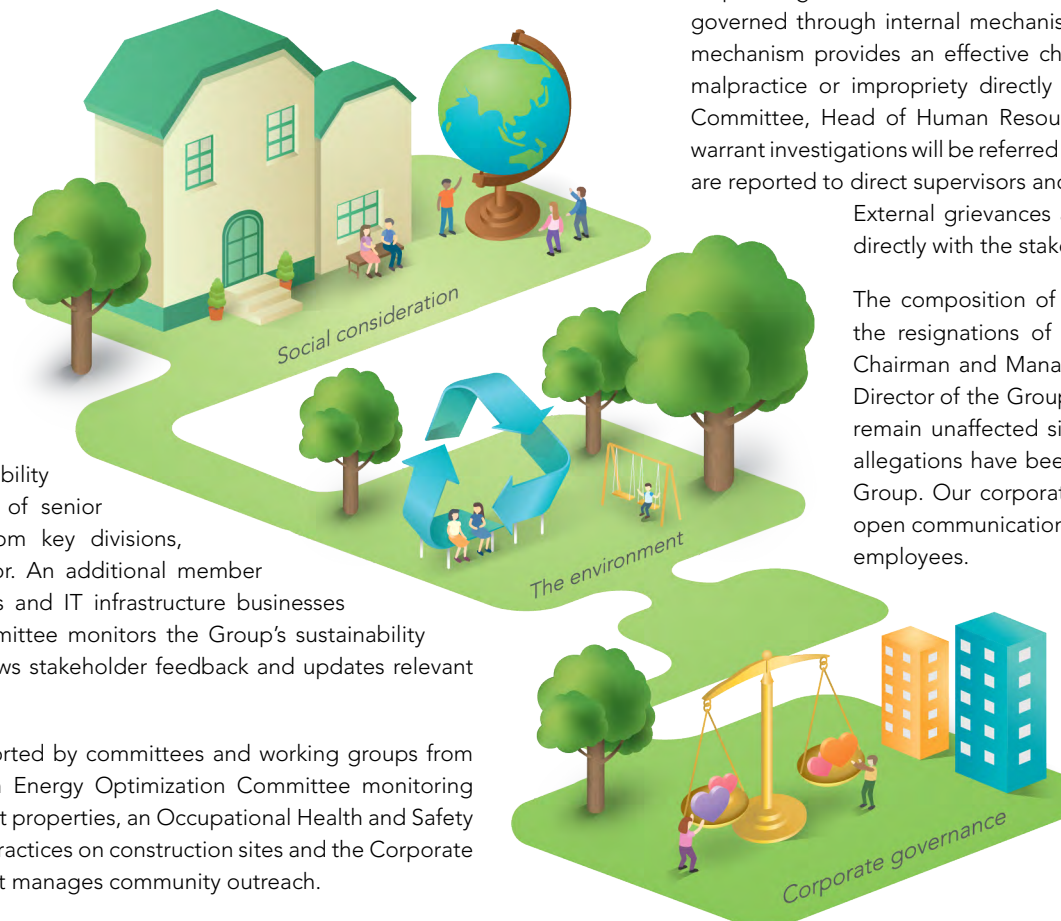 governed through internal mechanis
mechanism provides an effective ch
malpractice or impropriety directly
Committee, Head of Human Resou
warrant investigations will be referred
are reported to direct supervisors and
External grievances
directly with the stak
The composition of
the resignations of
Chairman and Mana
Director of the Group
remain unaffected si
allegations have bee
Group. Our corporat
open communication
employees.
Social consideration
The environment
Corporate governance
bility
of senior
om key divisions,
or. An additional member
s and IT infrastructure businesses
mittee monitors the Group's sustainability
ws stakeholder feedback and updates relevant
orted by committees and working groups from
n Energy Optimization Committee monitoring
t properties, an Occupational Health and Safety
ractices on construction sites and the Corporate
t manages community outreach.